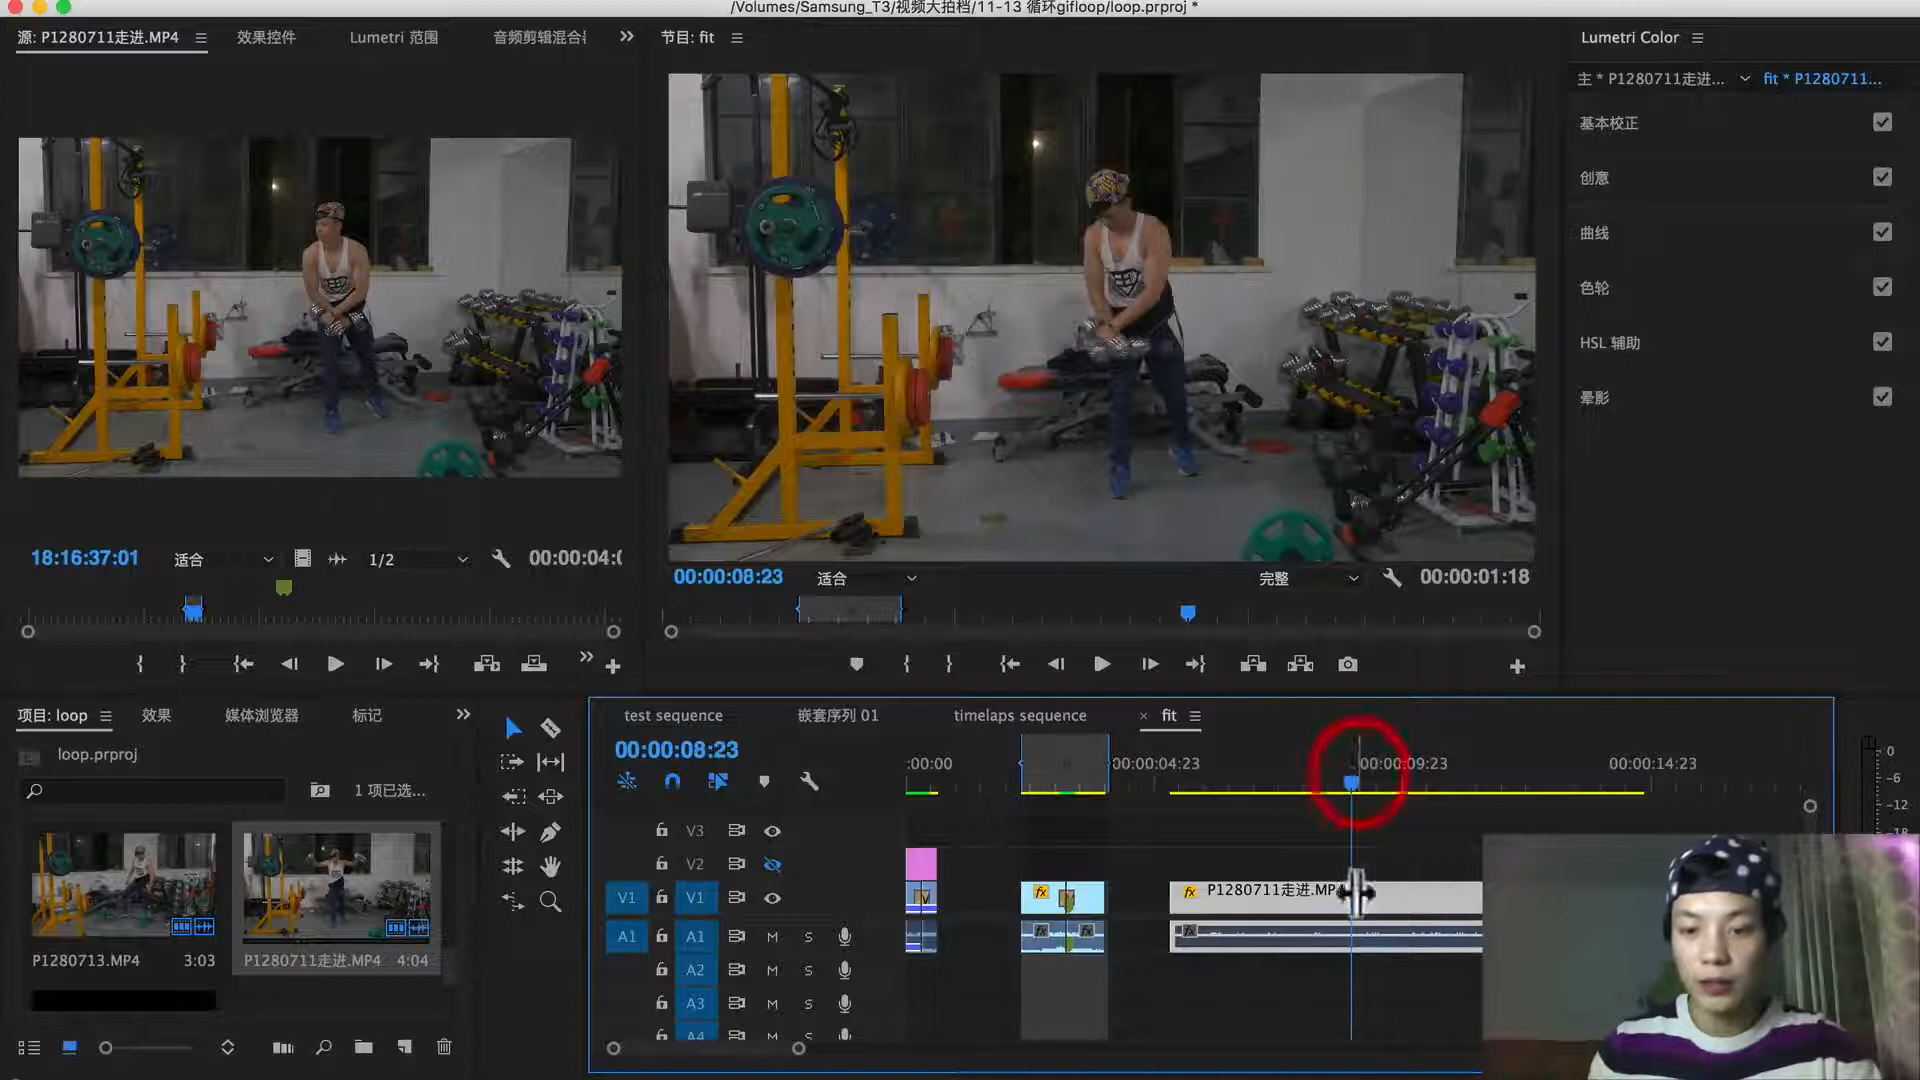 /Volumes/Samsung_T3/视频大拍档/11-13 循环gifloop/loop.prproj *
源: P1280711走进.MP4
效果控件
Lumetri 范围
音频剪辑混合
节目: fit
Lumetri Color
主 * P1280711走进...
fit * P1280711...
基本校正
创意
曲线
色轮
HSL 辅助
晕影
18:16:37:01
适合
1/2
00:00:04:0
00:00:08:23
适合
完整
00:00:01:18
项目: loop
效果
媒体浏览器
标记
loop.prproj
1 项已选...
P1280713.MP4
3:03
P1280711走进.MP4
4:04
test sequence
嵌套序列 01
timelaps sequence
× fit
00:00:08:23
:00:00
00:00:04:23
00:00:09:23
00:00:14:23
V3
V2
V1
V1
fx
fx P1280711走进.MP4
A1
A1
M
S
fx
fx
fx
A2
M
S
A3
M
S
A4
M
S
0
-6
-12
-18